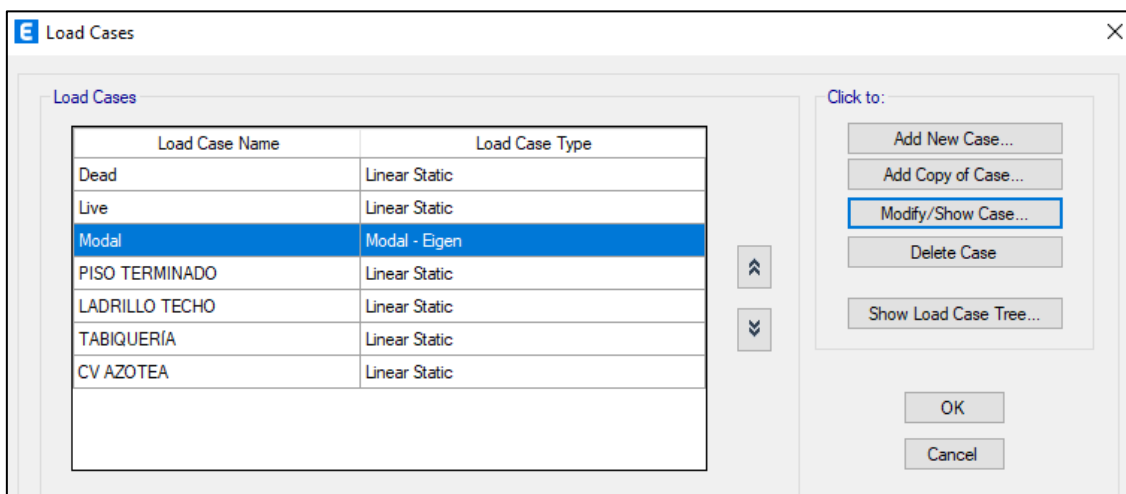 E Load Cases
Load Cases
Click to:
Load Case Name Load Case Type
Dead Linear Static
Live Linear Static
Modal Modal - Eigen
PISO TERMINADO Linear Static
LADRILLO TECHO Linear Static
TABIQUERÍA Linear Static
CV AZOTEA Linear Static
Add New Case...
Add Copy of Case...
Modify/Show Case...
Delete Case
Show Load Case Tree...
OK
Cancel